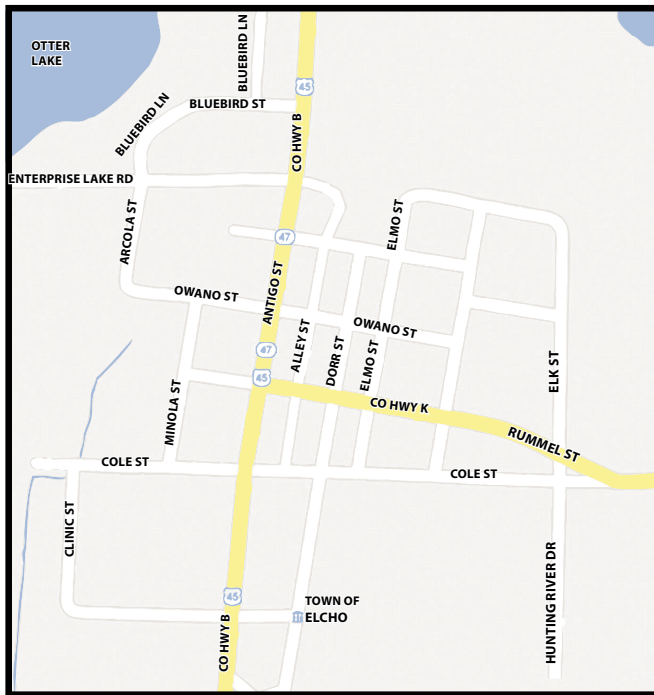 OTTER
LAKE
BLUEBIRD LN
45
BLUEBIRD ST
BLUEBIRD LN
CO HWY B
ENTERPRISE LAKE RD
ARCOLA ST
ELMO ST
47
ANTIGO ST
OWANO ST
OWANO ST
ALLEY ST
DORR ST
ELMO ST
47
45
ELK ST
MINOLA ST
CO HWY K
RUMMEL ST
COLE ST
COLE ST
CLINIC ST
HUNTING RIVER DR
45
TOWN OF
ELCHO
CO HWY B